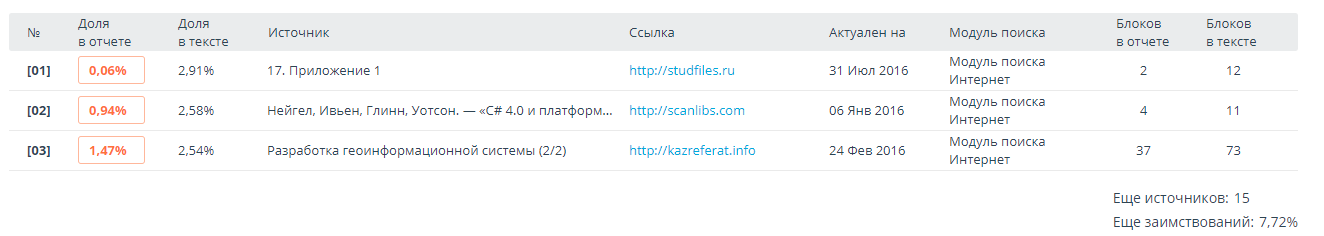 № Доля в отчете Доля в тексте Источник Ссылка Актуален на Модуль поиска Блоков в отчете Блоков в тексте
[01] 0,06% 2,91% 17. Приложение 1 http://studfiles.ru 31 Июл 2016 Модуль поиска Интернет 2 12
[02] 0,94% 2,58% Нейгел, Ивьен, Глинн, Уотсон. — «C# 4.0 и платформ... http://scanlibs.com 06 Янв 2016 Модуль поиска Интернет 4 11
[03] 1,47% 2,54% Разработка геоинформационной системы (2/2) http://kazreferat.info 24 Фев 2016 Модуль поиска Интернет 37 73
Еще источников: 15
Еще заимствований: 7,72%